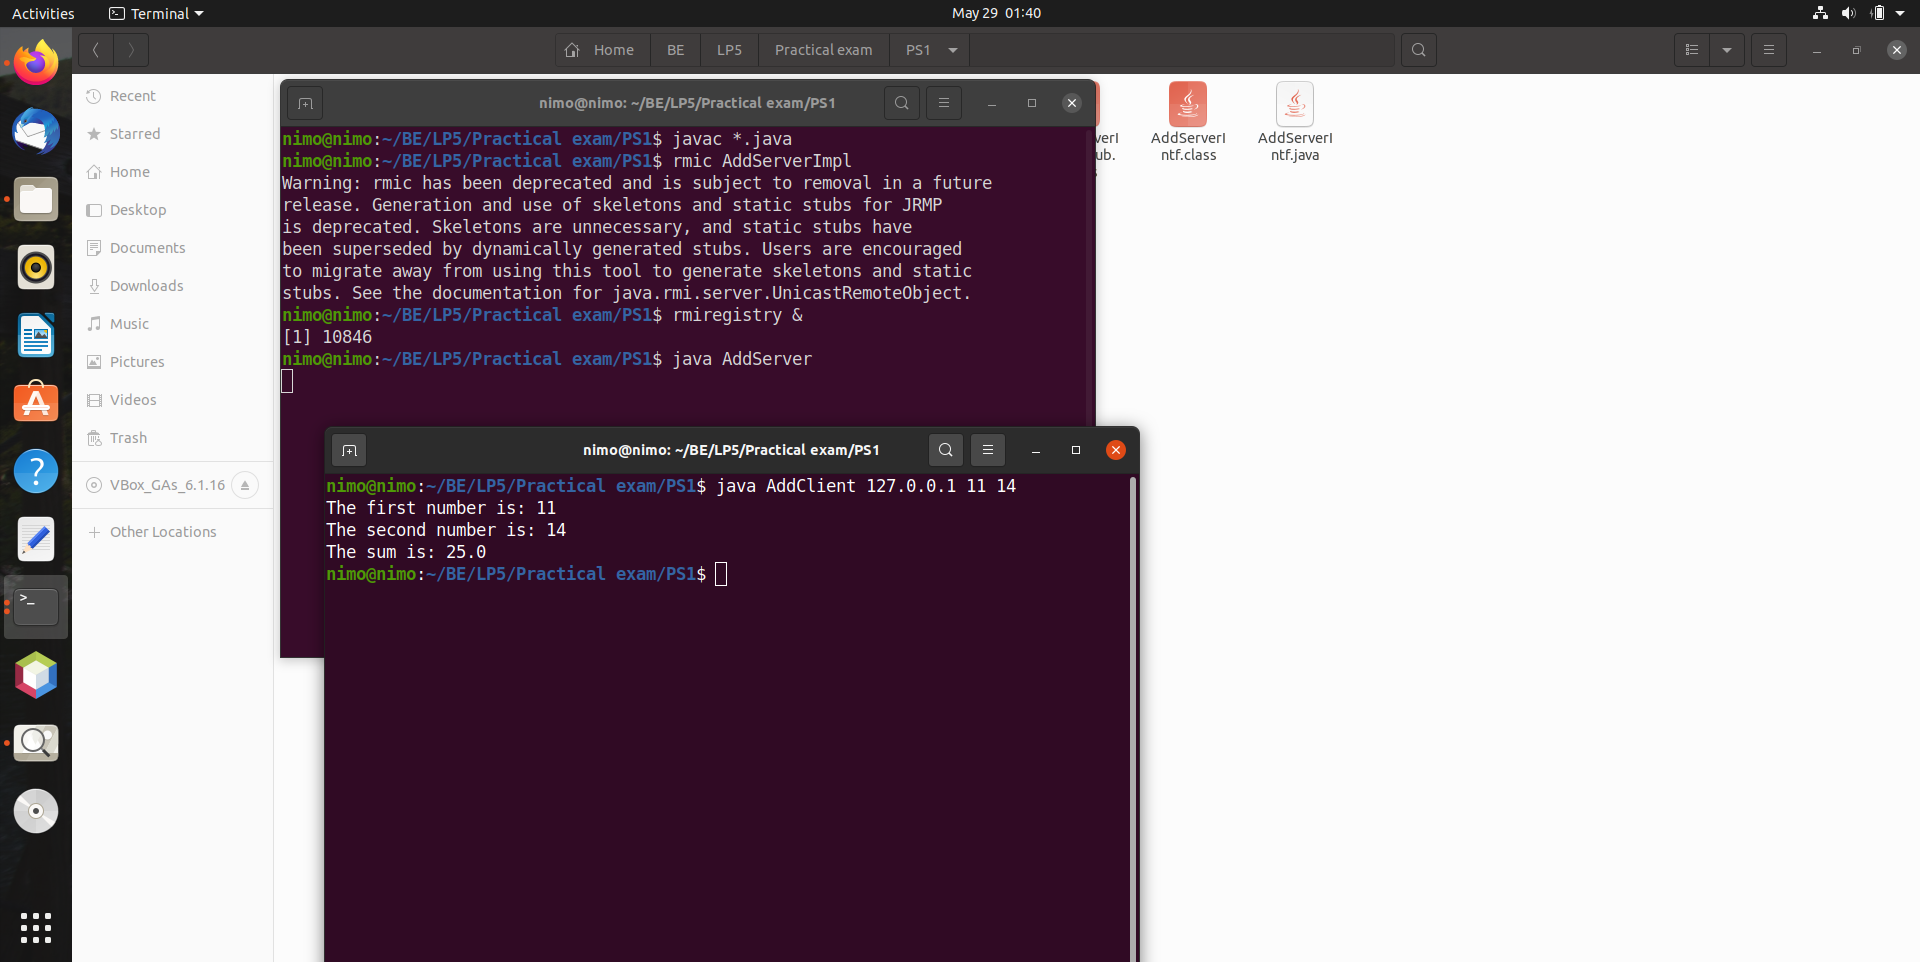 Activities
Terminal
May 29 01:40
Home
BE
LP5
Practical exam
PS1
Recent
Starred
Home
Desktop
Documents
Downloads
Music
Pictures
Videos
Trash
VBox_GAs_6.1.16
+ Other Locations
nimo@nimo: ~/BE/LP5/Practical exam/PS1
nimo@nimo:~/BE/LP5/Practical exam/PS1$ javac *.java
nimo@nimo:~/BE/LP5/Practical exam/PS1$ rmic AddServerImpl
Warning: rmic has been deprecated and is subject to removal in a future
release. Generation and use of skeletons and static stubs for JRMP
is deprecated. Skeletons are unnecessary, and static stubs have
been superseded by dynamically generated stubs. Users are encouraged
to migrate away from using this tool to generate skeletons and static
stubs. See the documentation for java.rmi.server.UnicastRemoteObject.
nimo@nimo:~/BE/LP5/Practical exam/PS1$ rmiregistry &
[1] 10846
nimo@nimo:~/BE/LP5/Practical exam/PS1$ java AddServer
verI
ub.
AddServerI
ntf.class
AddServerI
ntf.java
nimo@nimo: ~/BE/LP5/Practical exam/PS1
nimo@nimo:~/BE/LP5/Practical exam/PS1$ java AddClient 127.0.0.1 11 14
The first number is: 11
The second number is: 14
The sum is: 25.0
nimo@nimo:~/BE/LP5/Practical exam/PS1$